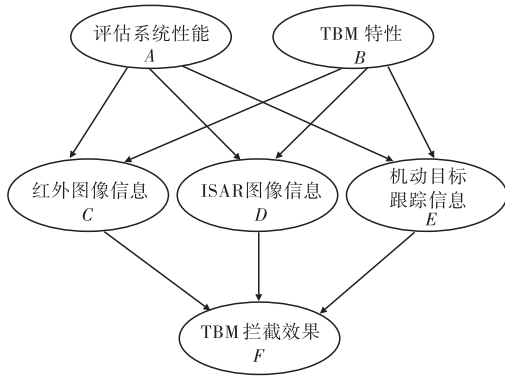 评估系统性能
A
TBM 特性
B
红外图像信息
C
ISAR图像信息
D
机动目标
跟踪信息
E
TBM 拦截效果
F